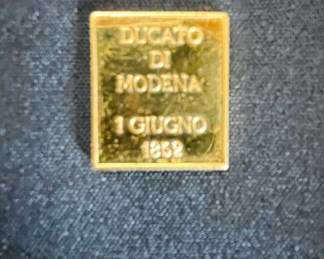 DUCATO
DI
MODENA
1 GIUGNO
1852